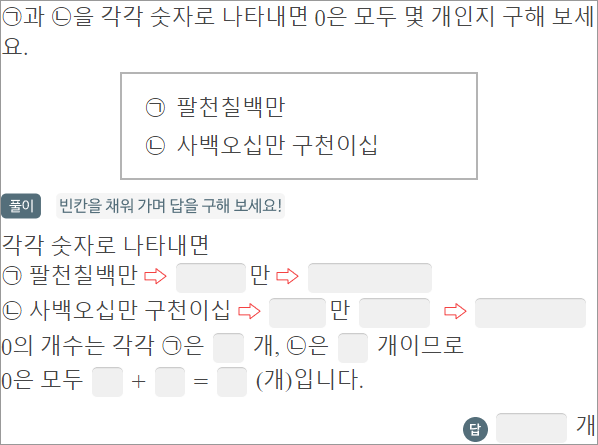 ㉠과 ㉡을 각각 숫자로 나타내면 0은 모두 몇 개인지 구해 보세
요.
㉠ 팔천칠백만
㉡ 사백오십만 구천이십
풀이 빈칸을 채워 가며 답을 구해 보세요!
각각 숫자로 나타내면
㉠ 팔천칠백만 ⇨ 만 ⇨
㉡ 사백오십만 구천이십 ⇨ 만 ⇨
0의 개수는 각각 ㉠은 개, ㉡은 개이므로
0은 모두 + = (개)입니다.
답 개